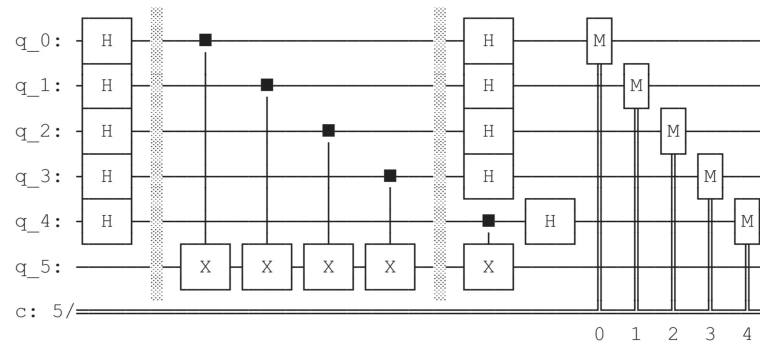 q_0: H H M
q_1: H H M
q_2: H H M
q_3: H H M
q_4: H H M
q_5: X X X X X
c: 5/
0 1 2 3 4